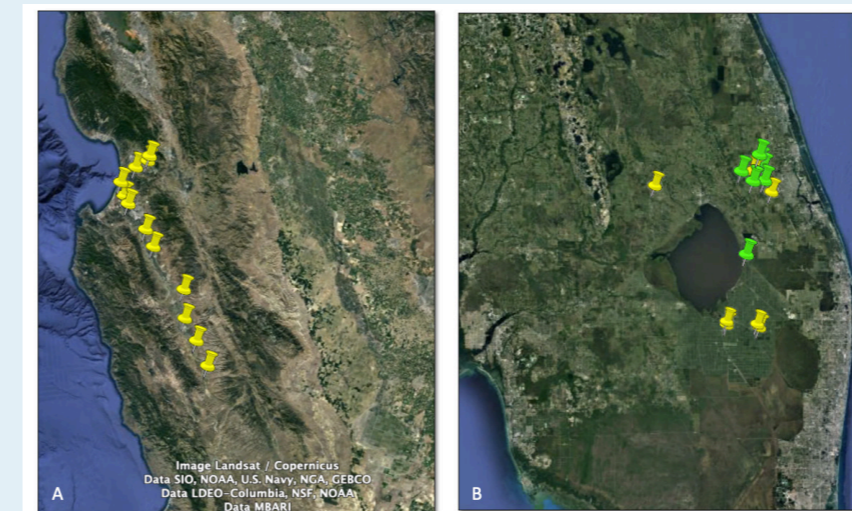 Image Landsat / Copernicus
Data SIO, NOAA, U.S. Navy, NGA, GEBCO
Data LDEO-Columbia, NSF, NOAA
Data MBARI
A
B